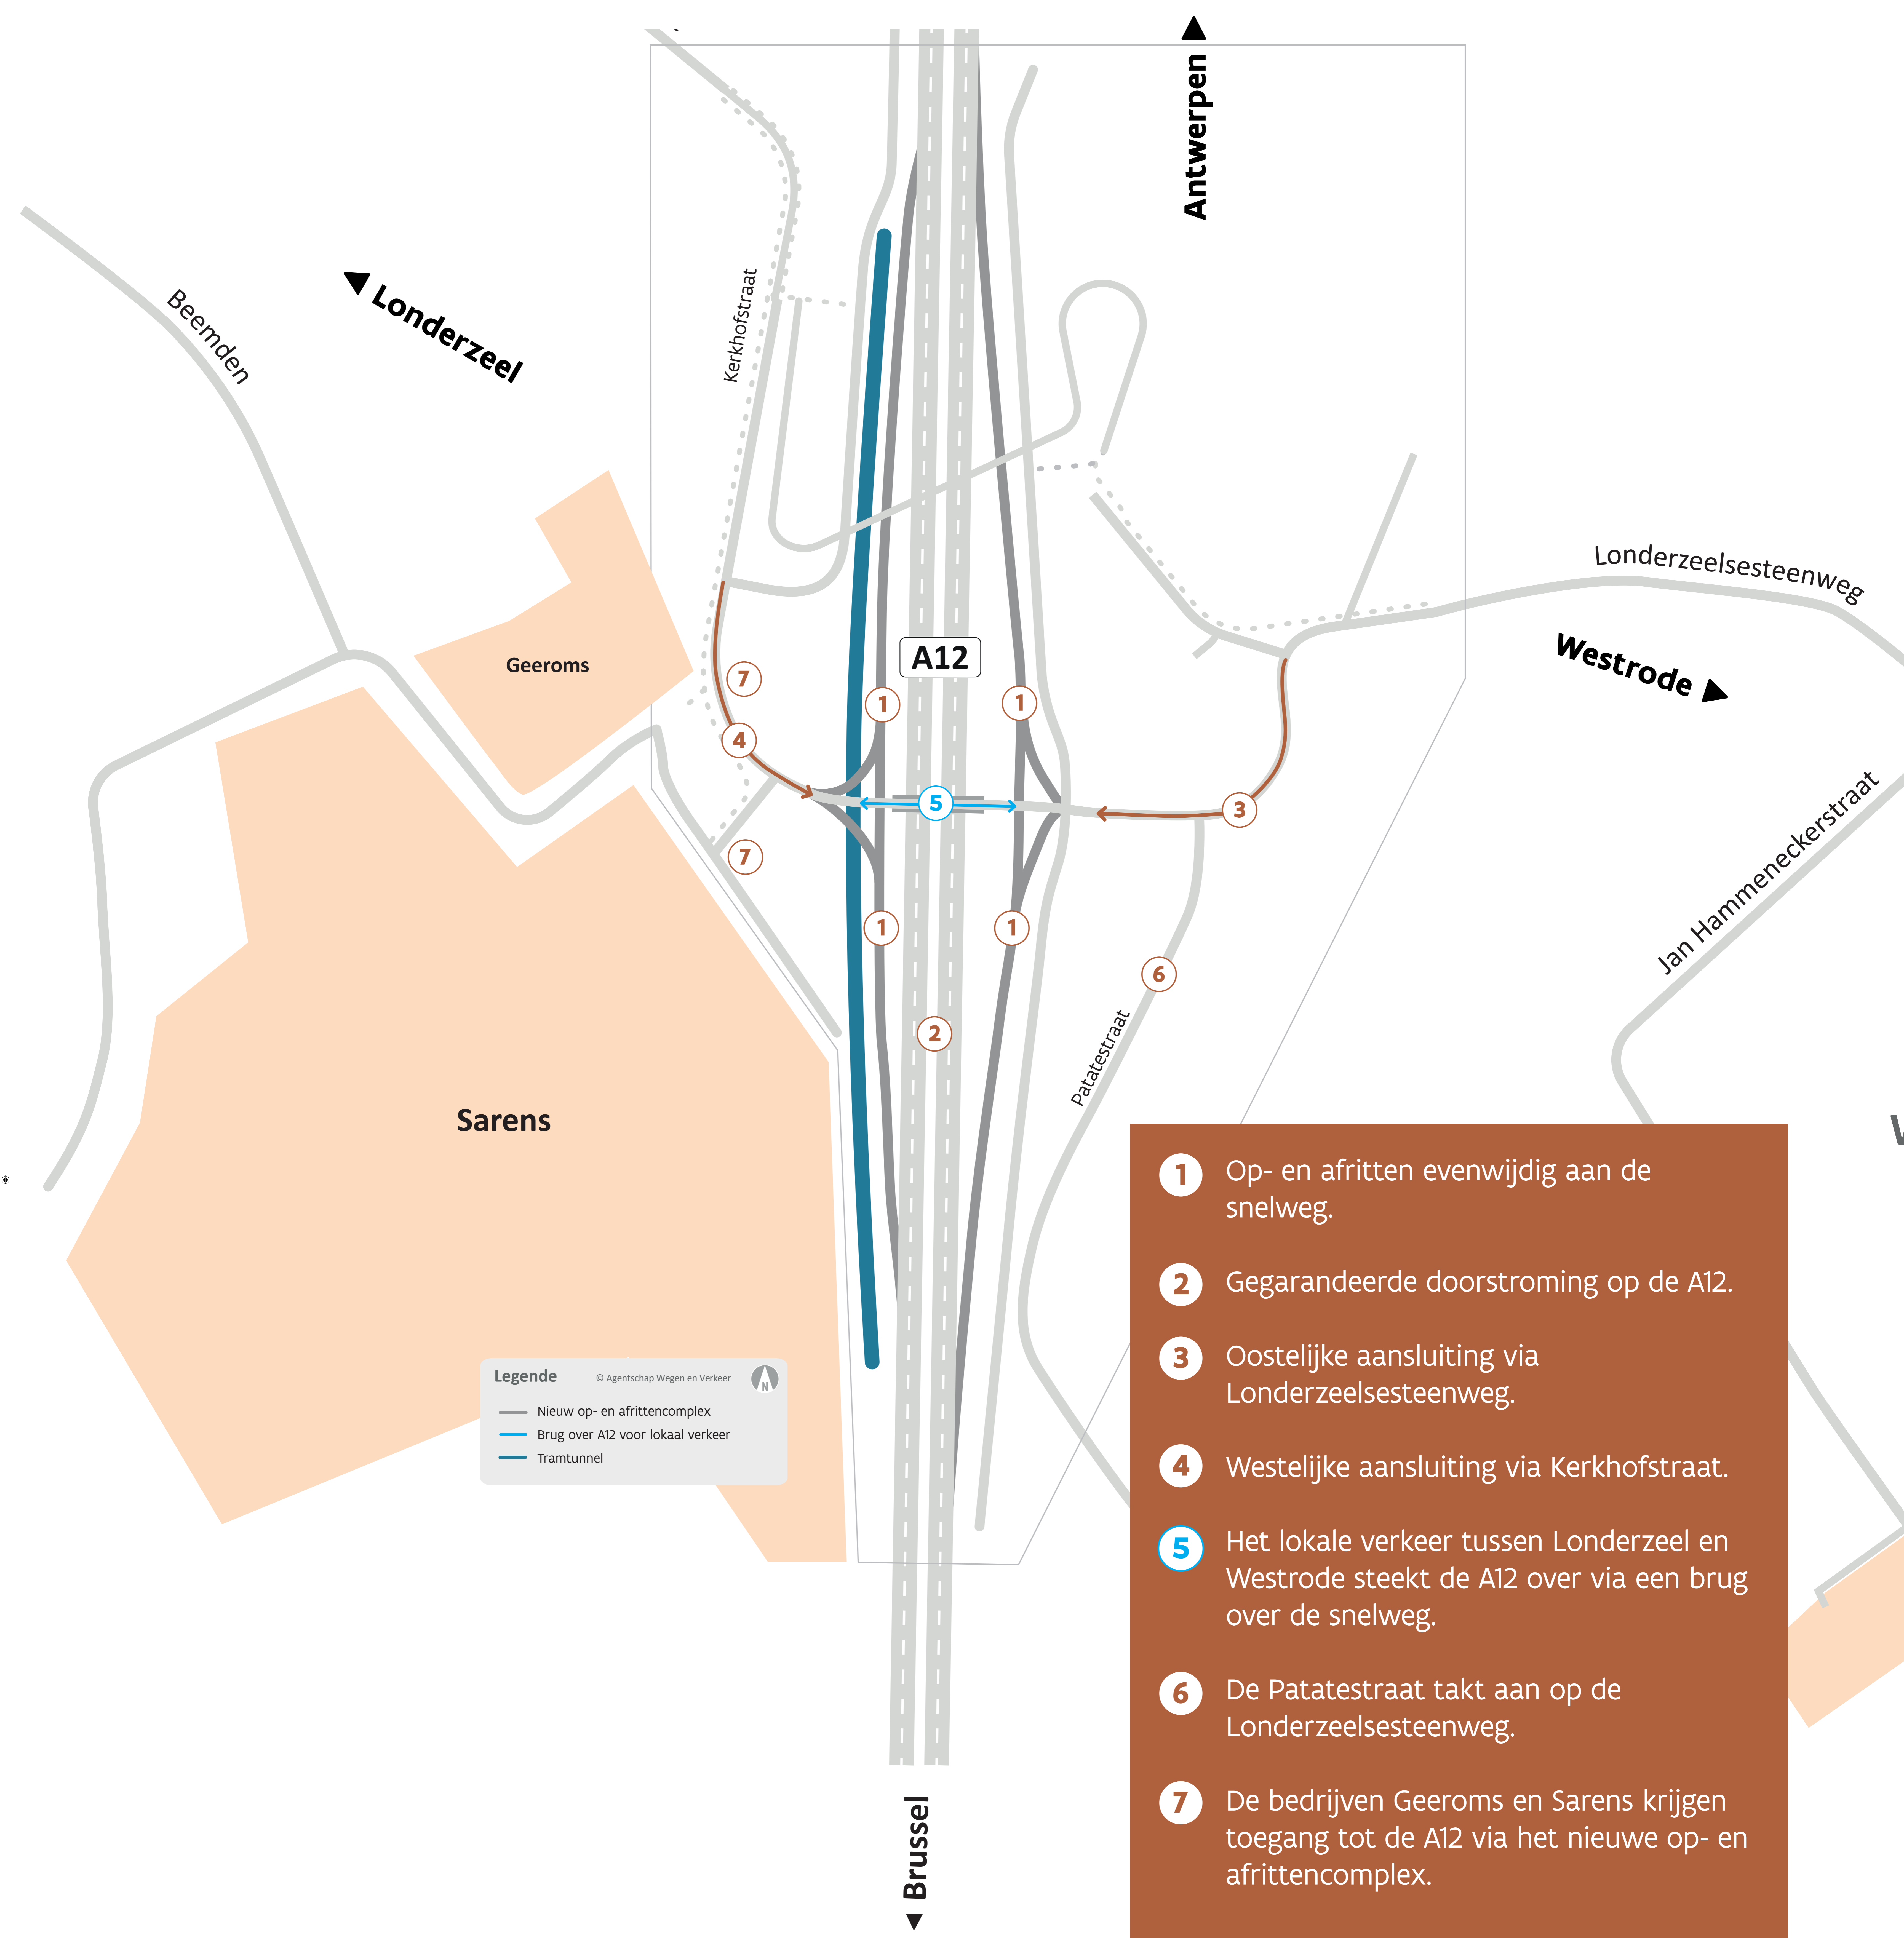 Antwerpen
Londerzeel
Beemden
Kerkhofstraat
Londerzeelsesteenweg
Westrode
Geeroms
A12
7
1
1
4
5
3
7
1
1
6
2
Jan Hammeneckerstraat
Patatestraat
Sarens
Legende
© Agentschap Wegen en Verkeer
N
Nieuw op- en afrittencomplex
Brug over A12 voor lokaal verkeer
Tramtunnel
Brussel
1 Op- en afritten evenwijdig aan de
snelweg.
2 Gegarandeerde doorstroming op de A12.
3 Oostelijke aansluiting via
Londerzeelsesteenweg.
4 Westelijke aansluiting via Kerkhofstraat.
5 Het lokale verkeer tussen Londerzeel en
Westrode steekt de A12 over via een brug
over de snelweg.
6 De Patatestraat takt aan op de
Londerzeelsesteenweg.
7 De bedrijven Geeroms en Sarens krijgen
toegang tot de A12 via het nieuwe op- en
afrittencomplex.